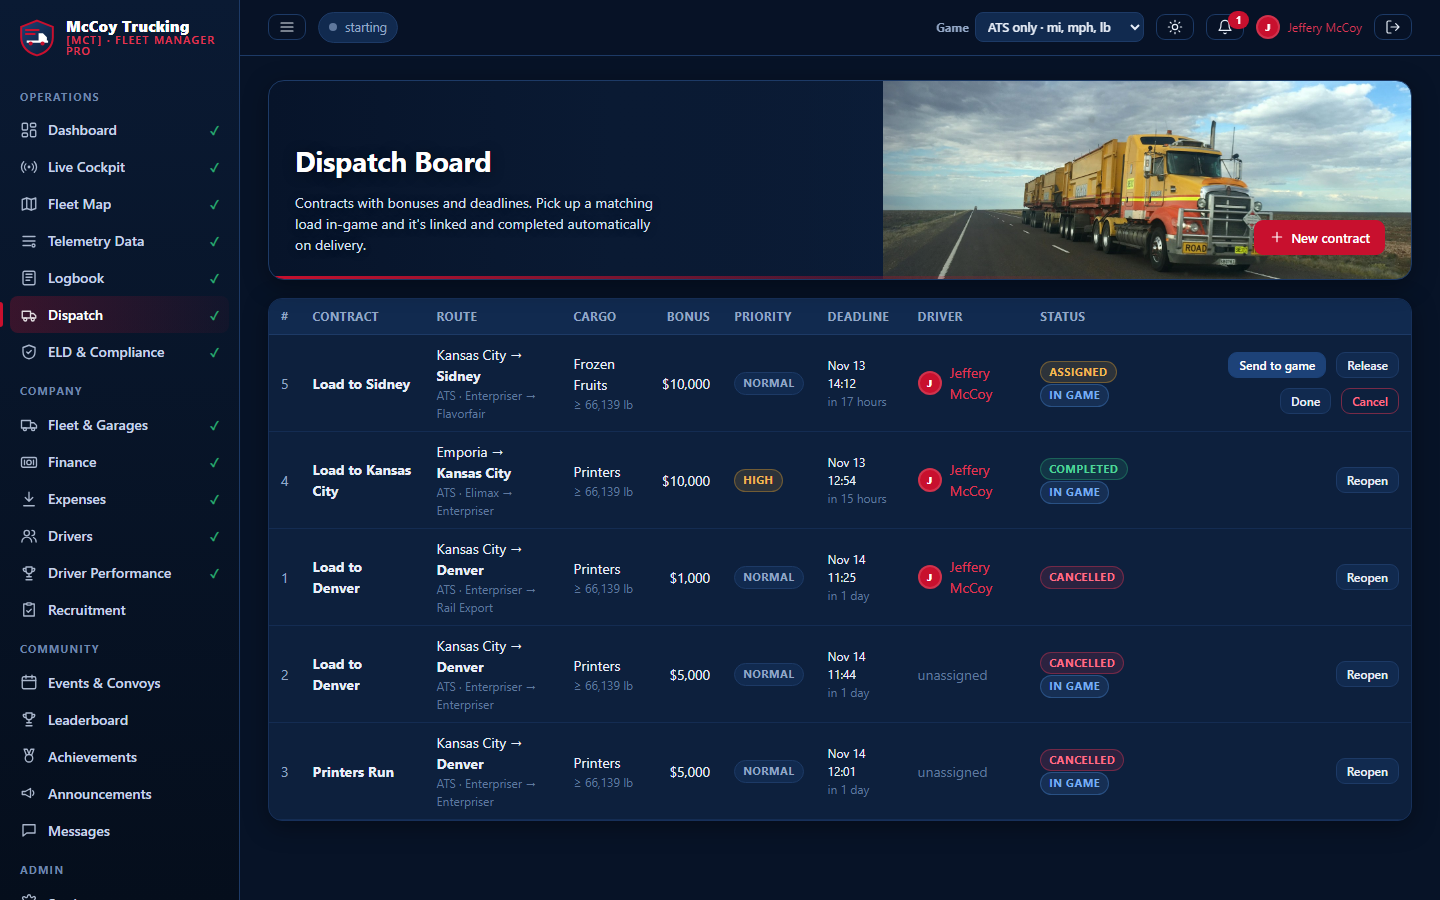 McCoy Trucking
[MCT] · FLEET MANAGER
PRO
starting
Game
ATS only · mi, mph, lb
1
J
Jeffery McCoy
OPERATIONS
Dashboard ✓
Live Cockpit ✓
Fleet Map ✓
Telemetry Data ✓
Logbook ✓
Dispatch ✓
ELD & Compliance ✓
COMPANY
Fleet & Garages ✓
Finance ✓
Expenses ✓
Drivers ✓
Driver Performance ✓
Recruitment
COMMUNITY
Events & Convoys
Leaderboard
Achievements
Announcements
Messages
ADMIN
Dispatch Board
Contracts with bonuses and deadlines. Pick up a matching
load in-game and it's linked and completed automatically
on delivery.
ROAD
+ New contract
# CONTRACT ROUTE CARGO BONUS PRIORITY DEADLINE DRIVER STATUS
5
Load to Sidney
Kansas City →
Sidney
ATS · Enterpriser →
Flavorfair
Frozen
Fruits
≥ 66,139 lb
$10,000
NORMAL
Nov 13
14:12
in 17 hours
J
Jeffery
McCoy
ASSIGNED
IN GAME
Send to game
Release
Done
Cancel
4
Load to Kansas
City
Emporia →
Kansas City
ATS · Elimax →
Enterpriser
Printers
≥ 66,139 lb
$10,000
HIGH
Nov 13
12:54
in 15 hours
J
Jeffery
McCoy
COMPLETED
IN GAME
Reopen
1
Load to
Denver
Kansas City →
Denver
ATS · Enterpriser →
Rail Export
Printers
≥ 66,139 lb
$1,000
NORMAL
Nov 14
11:25
in 1 day
J
Jeffery
McCoy
CANCELLED
Reopen
2
Load to
Denver
Kansas City →
Denver
ATS · Enterpriser →
Enterpriser
Printers
≥ 66,139 lb
$5,000
NORMAL
Nov 14
11:44
in 1 day
unassigned
CANCELLED
IN GAME
Reopen
3
Printers Run
Kansas City →
Denver
ATS · Enterpriser →
Enterpriser
Printers
≥ 66,139 lb
$5,000
NORMAL
Nov 14
12:01
in 1 day
unassigned
CANCELLED
IN GAME
Reopen